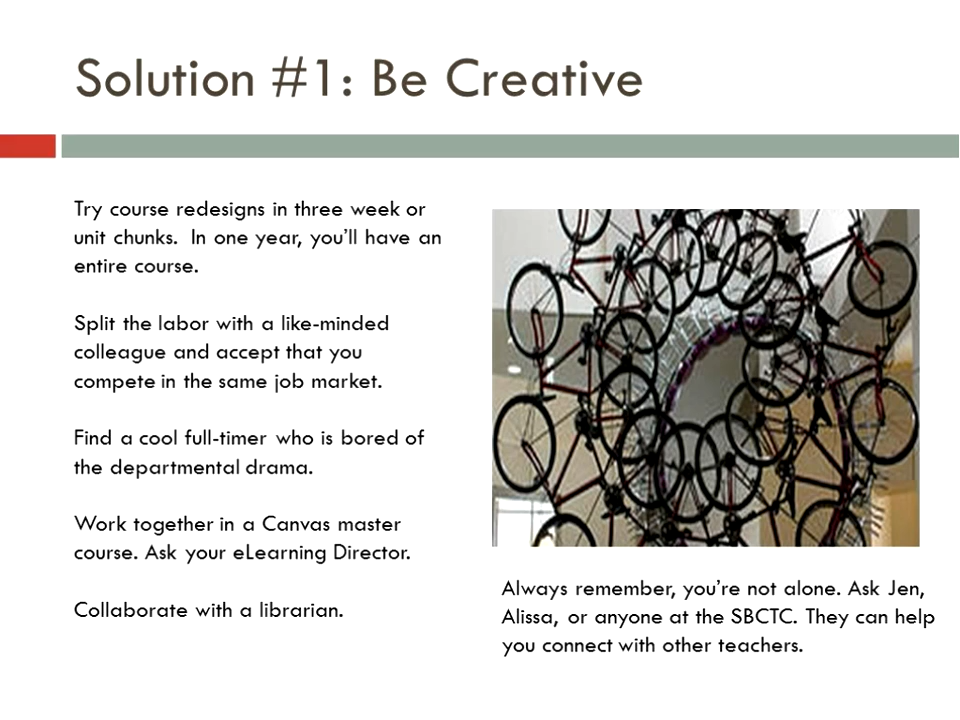 Solution #1: Be Creative
Try course redesigns in three week or
unit chunks.  In one year, you’ll have an
entire course.
Split the labor with a like-minded
colleague and accept that you
compete in the same job market.
Find a cool full-timer who is bored of
the departmental drama.
Work together in a Canvas master
course. Ask your eLearning Director.
Collaborate with a librarian.
Always remember, you’re not alone. Ask Jen,
Alissa, or anyone at the SBCTC. They can help
you connect with other teachers.